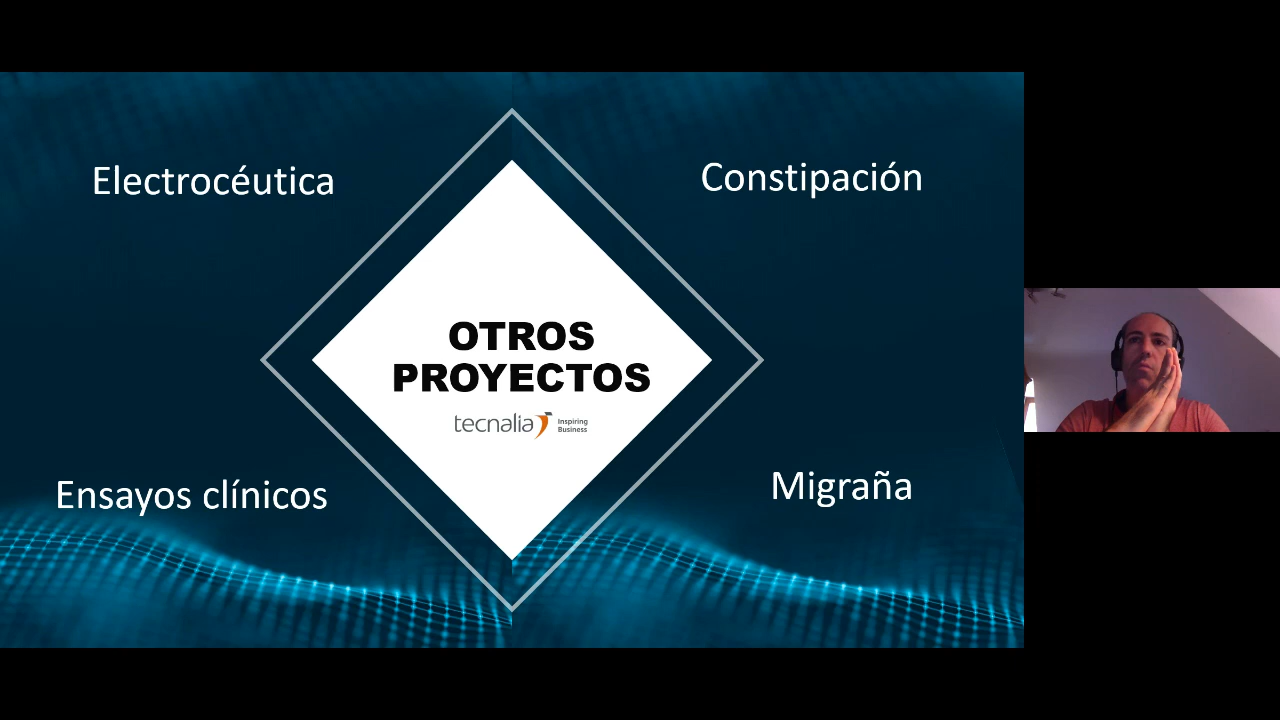 Electrocéutica
Constipación
OTROS
PROYECTOS
tecnalia
Inspiring
Business
Ensayos clínicos
Migraña